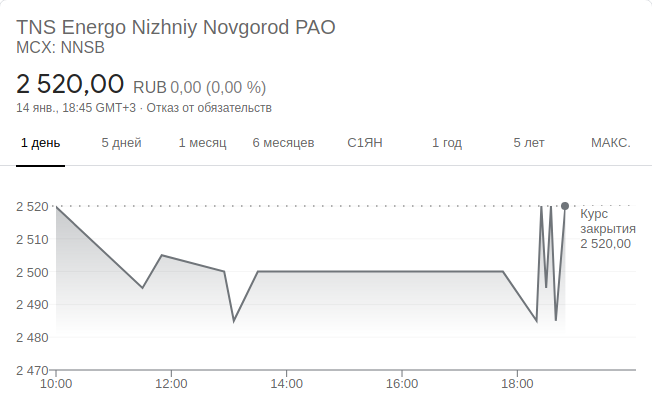 TNS Energo Nizhniy Novgorod PAO
MCX: NNSB
2 520,00 RUB 0,00 (0,00 %)
14 янв., 18:45 GMT+3 · Отказ от обязательств
1 день 5 дней 1 месяц 6 месяцев С1ЯН 1 год 5 лет МАКС.
2 520
Курс
закрытия
2 520,00
2 510
2 500
2 490
2 480
2 470
10:00 12:00 14:00 16:00 18:00